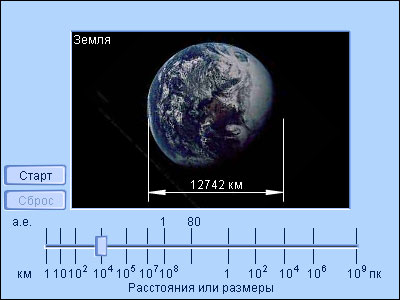 Земля
12742 км
Старт
Сброс
а.е. 1 80
км 1 10 10² 10⁴ 10⁵ 10⁷ 10⁸ 1 10² 10⁴ 10⁶ 10⁹ пк
Расстояния или размеры